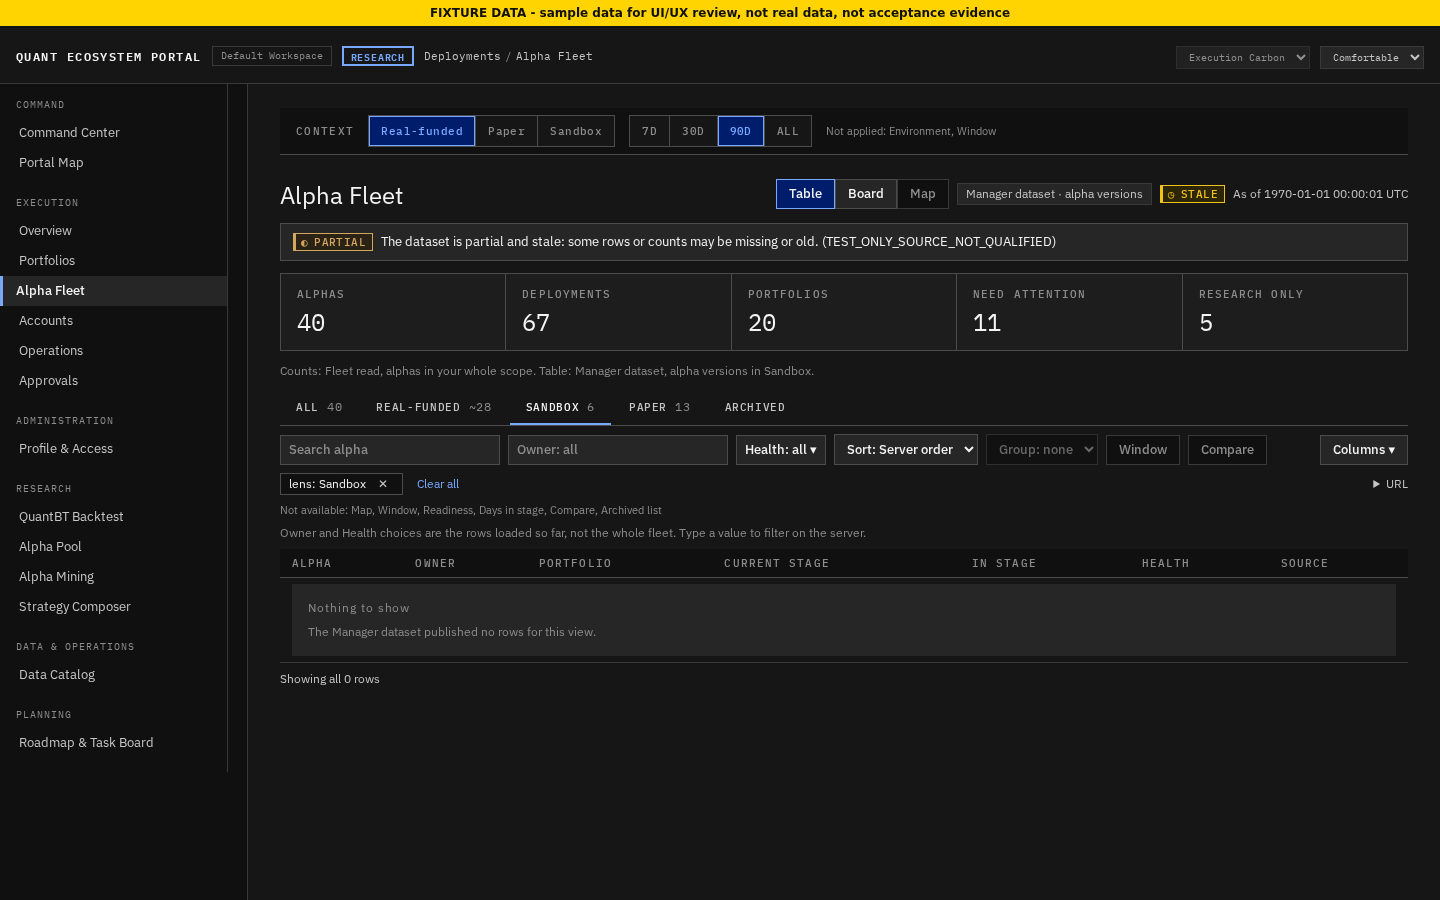 FIXTURE DATA - sample data for UI/UX review, not real data, not acceptance evidence
QUANT ECOSYSTEM PORTAL Default Workspace RESEARCH Deployments / Alpha Fleet Execution Carbon Comfortable
COMMAND
Command Center
Portal Map
EXECUTION
Overview
Portfolios
Alpha Fleet
Accounts
Operations
Approvals
ADMINISTRATION
Profile & Access
RESEARCH
QuantBT Backtest
Alpha Pool
Alpha Mining
Strategy Composer
DATA & OPERATIONS
Data Catalog
PLANNING
Roadmap & Task Board
CONTEXT Real-funded Paper Sandbox 7D 30D 90D ALL Not applied: Environment, Window
Alpha Fleet Table Board Map Manager dataset · alpha versions ◷ STALE As of 1970-01-01 00:00:01 UTC
◐ PARTIAL The dataset is partial and stale: some rows or counts may be missing or old. (TEST_ONLY_SOURCE_NOT_QUALIFIED)
ALPHAS DEPLOYMENTS PORTFOLIOS NEED ATTENTION RESEARCH ONLY
40 67 20 11 5
Counts: Fleet read, alphas in your whole scope. Table: Manager dataset, alpha versions in Sandbox.
ALL 40 REAL-FUNDED ~28 SANDBOX 6 PAPER 13 ARCHIVED
Search alpha Owner: all Health: all ▾ Sort: Server order Group: none Window Compare Columns ▾
lens: Sandbox ✕ Clear all ▶ URL
Not available: Map, Window, Readiness, Days in stage, Compare, Archived list
Owner and Health choices are the rows loaded so far, not the whole fleet. Type a value to filter on the server.
ALPHA OWNER PORTFOLIO CURRENT STAGE IN STAGE HEALTH SOURCE
Nothing to show
The Manager dataset published no rows for this view.
Showing all 0 rows